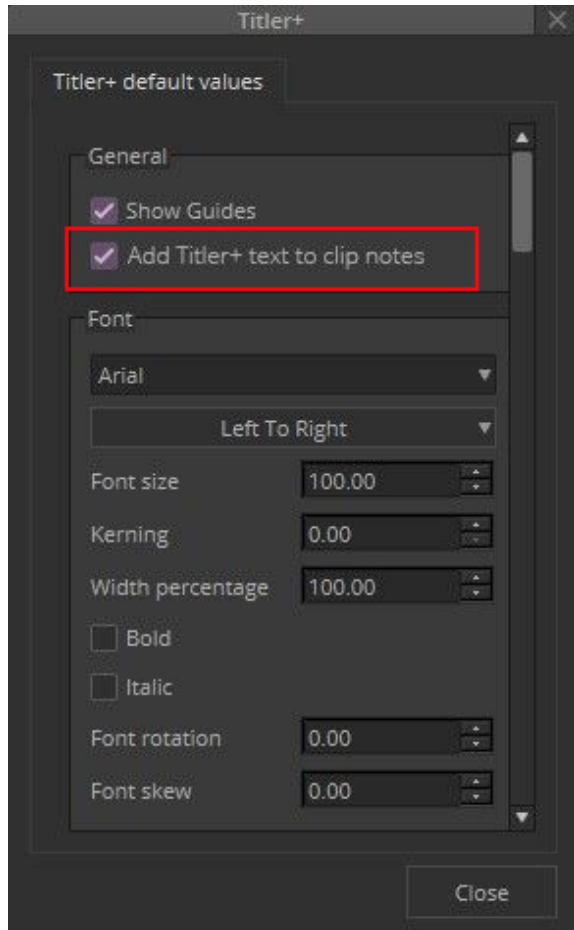 Titler+
Titler+ default values
General
Show Guides
Add Titler+ text to clip notes
Font
Arial
Left To Right
Font size 100.00
Kerning 0.00
Width percentage 100.00
Bold
Italic
Font rotation 0.00
Font skew 0.00
Close